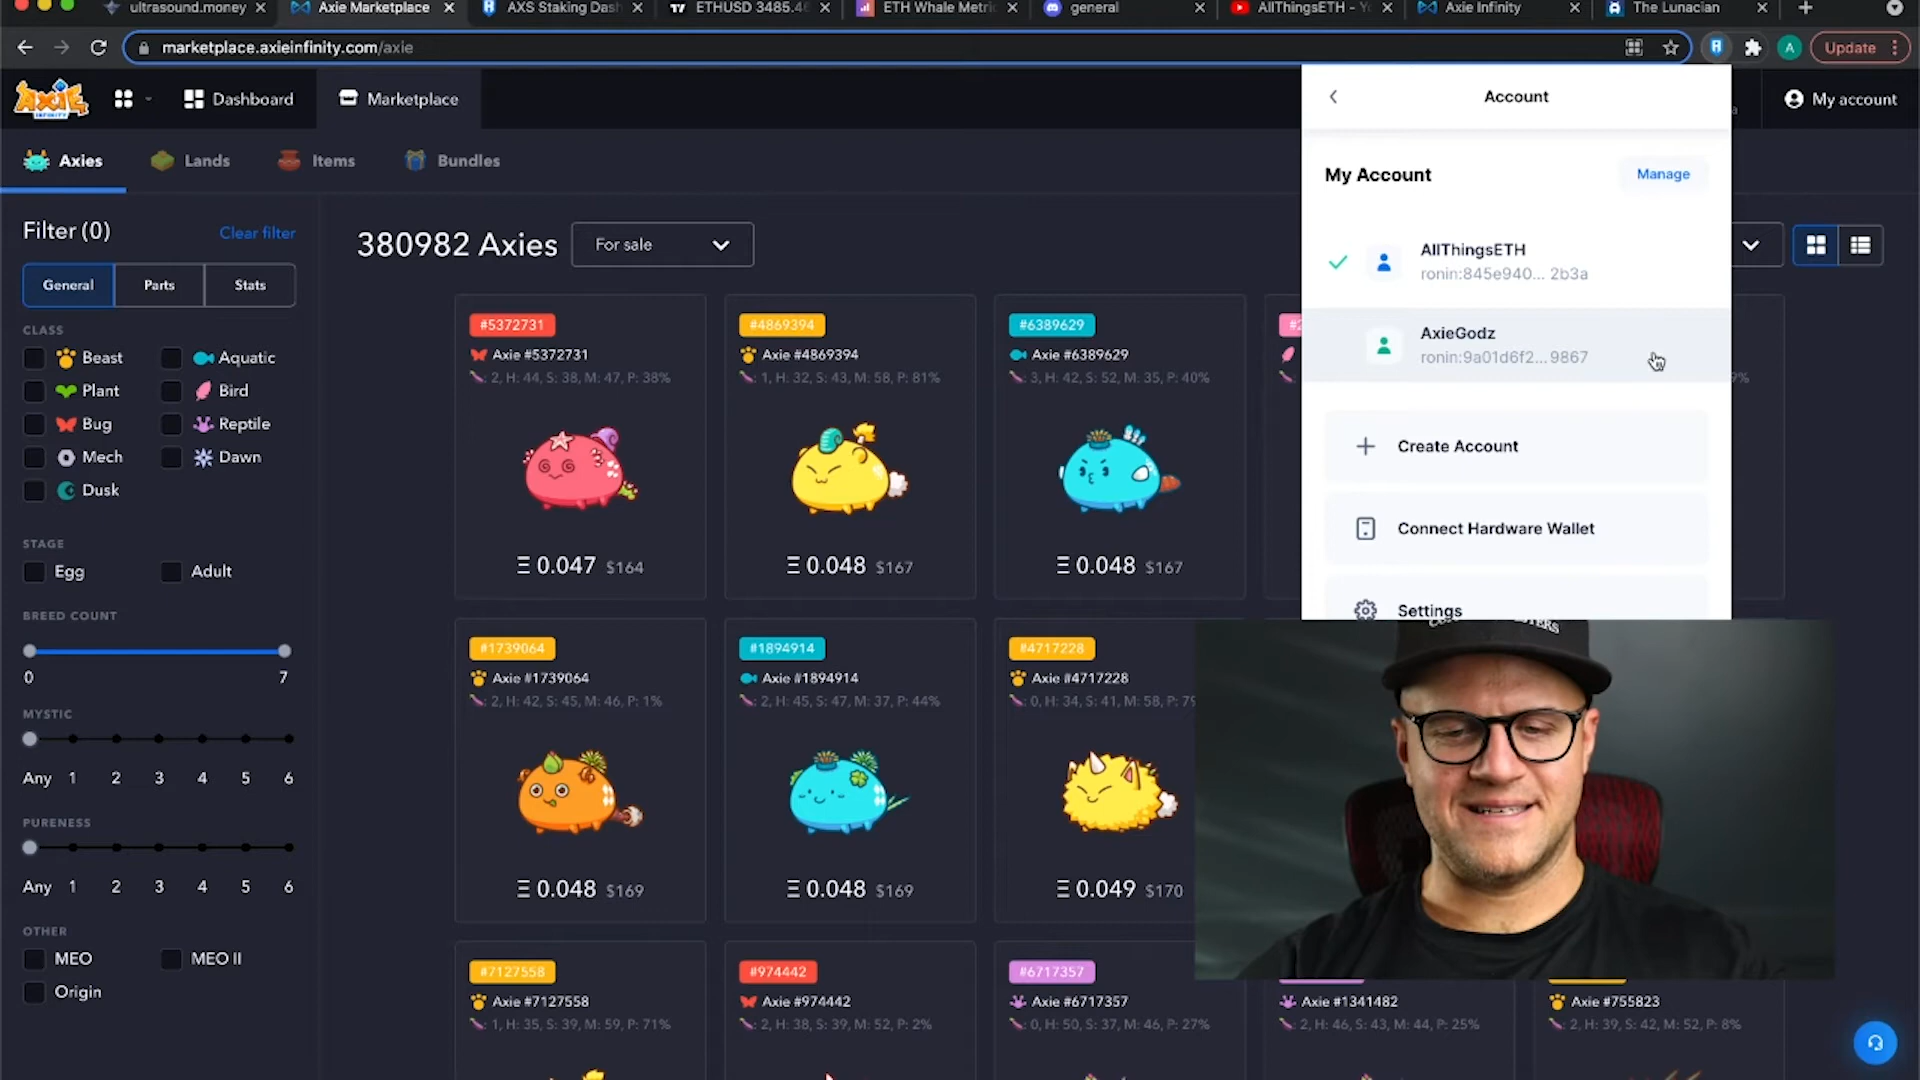 ultrasound.money
Axie Marketplace
AXS Staking Dash
ETHUSD 3485.46
ETH Whale Metric
general
AllThingsETH - Y
Axie Infinity
The Lunacian
marketplace.axieinfinity.com/axie
A
Update
AXIE
INFINITY
Dashboard
Marketplace
My account
Axies
Lands
Items
Bundles
Filter (0)
Clear filter
General
Parts
Stats
CLASS
Beast
Aquatic
Plant
Bird
Bug
Reptile
Mech
Dawn
Dusk
STAGE
Egg
Adult
BREED COUNT
0
7
MYSTIC
Any 1 2 3 4 5 6
PURENESS
Any 1 2 3 4 5 6
OTHER
MEO
MEO II
Origin
380982 Axies
For sale
#5372731
Axie #5372731
2, H: 44, S: 38, M: 47, P: 38%
Ξ 0.047 $164
#4869394
Axie #4869394
1, H: 32, S: 43, M: 58, P: 81%
Ξ 0.048 $167
#6389629
Axie #6389629
3, H: 42, S: 52, M: 35, P: 40%
Ξ 0.048 $167
#1739064
Axie #1739064
2, H: 42, S: 45, M: 46, P: 1%
Ξ 0.048 $169
#1894914
Axie #1894914
2, H: 45, S: 47, M: 37, P: 44%
Ξ 0.048 $169
#4717228
Axie #4717228
0, H: 34, S: 41, M: 58, P: 79
Ξ 0.049 $170
#7127558
Axie #7127558
1, H: 35, S: 39, M: 59, P: 71%
#974442
Axie #974442
2, H: 38, S: 39, M: 52, P: 2%
#6717357
Axie #6717357
0, H: 50, S: 37, M: 46, P: 27%
Axie #1341482
2, H: 46, S: 43, M: 44, P: 25%
Axie #755823
2, H: 39, S: 42, M: 52, P: 8%
Account
My Account
Manage
AllThingsETH
ronin:845e940... 2b3a
AxieGodz
ronin:9a01d6f2...9867
Create Account
Connect Hardware Wallet
Settings